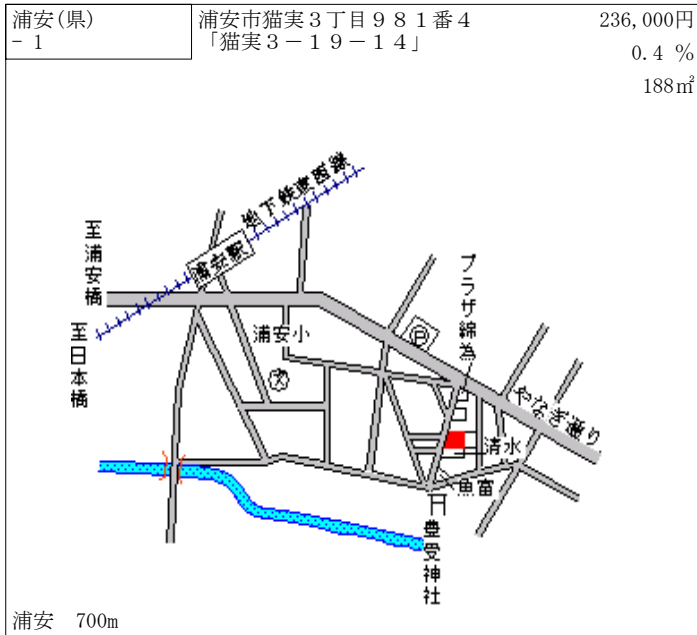 浦安(県)
- 1
浦安市猫実３丁目９８１番４
「猫実３－１９－１４」
236,000円
0.4 %
188㎡
地下鉄東西線
浦安駅
至浦安橋
至日本橋
浦安小
文
Ⓟ
プラザ綿為
やなぎ通り
清水
魚富
豊受神社
浦安 700m